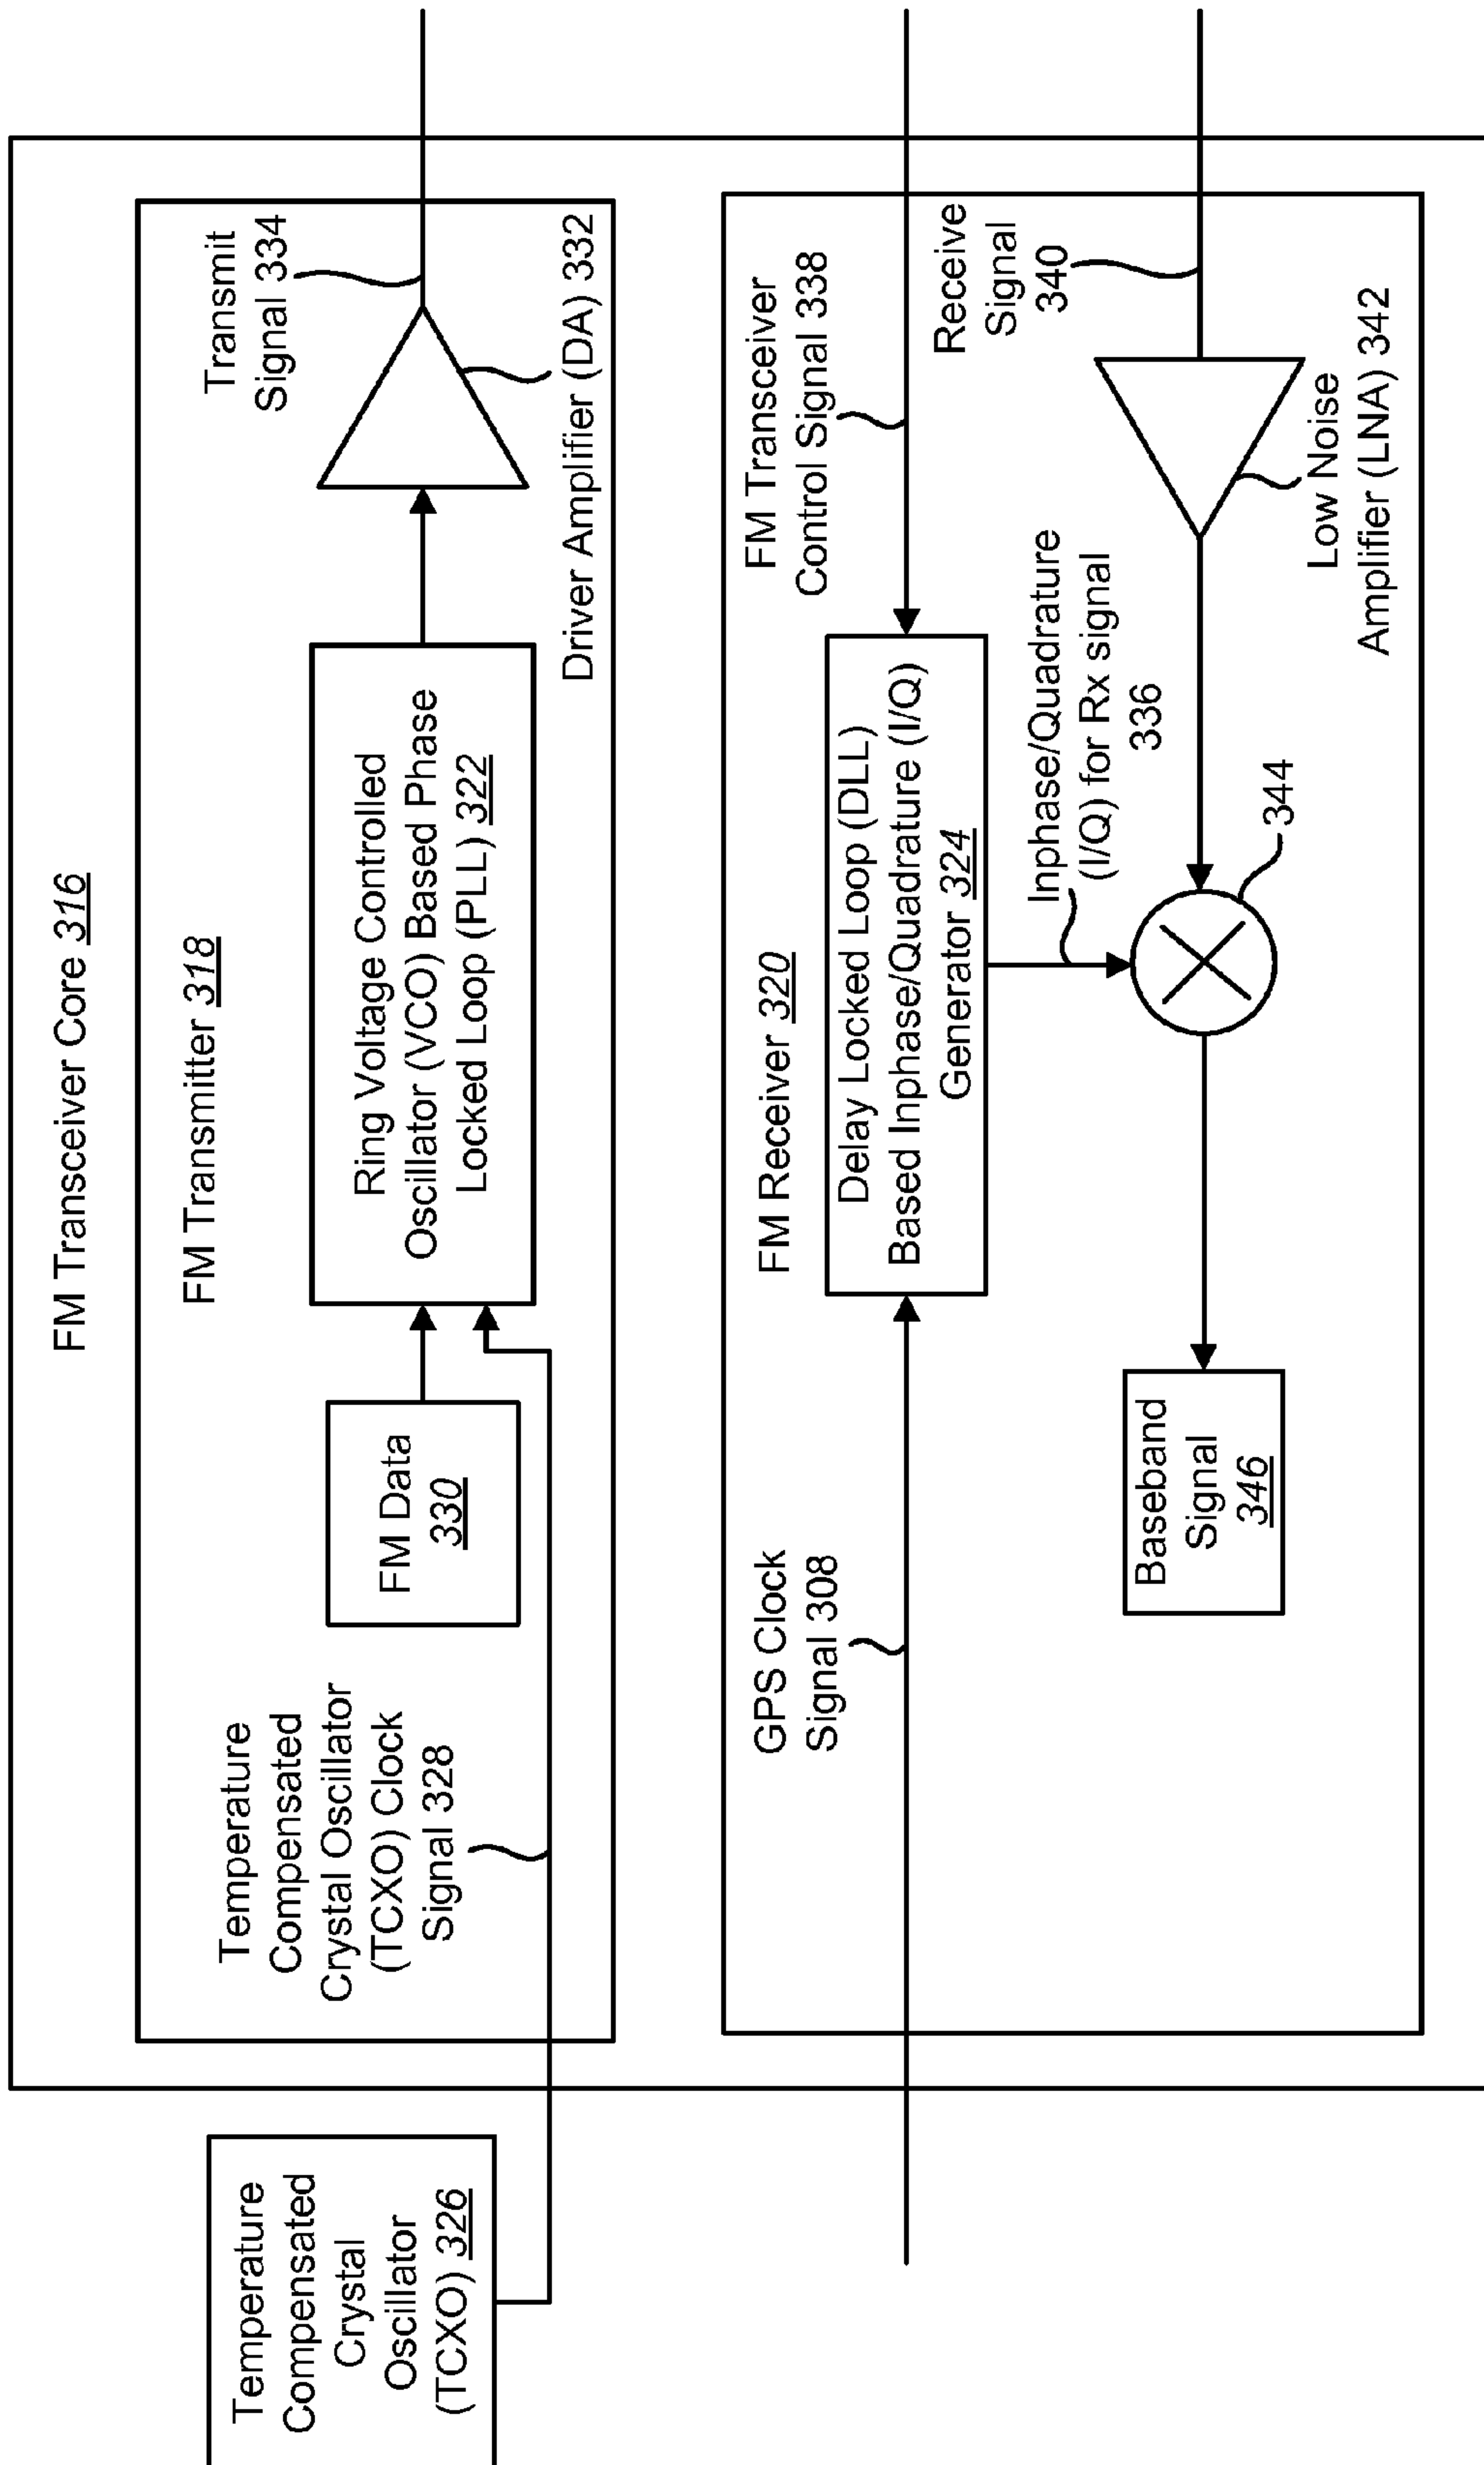 FM Transceiver Core 316
FM Transmitter 318
Temperature
Compensated
Crystal
Oscillator
(TCXO) 326
Temperature
Compensated
Crystal Oscillator
(TCXO) Clock
Signal 328
FM Data
330
Ring Voltage Controlled
Oscillator (VCO) Based Phase
Locked Loop (PLL) 322
Transmit
Signal 334
Driver Amplifier (DA) 332
FM Receiver 320
GPS Clock
Signal 308
Delay Locked Loop (DLL)
Based Inphase/Quadrature (I/Q)
Generator 324
FM Transceiver
Control Signal 338
Receive
Signal
340
Inphase/Quadrature
(I/Q) for Rx signal
336
Baseband
Signal
346
344
Low Noise
Amplifier (LNA) 342